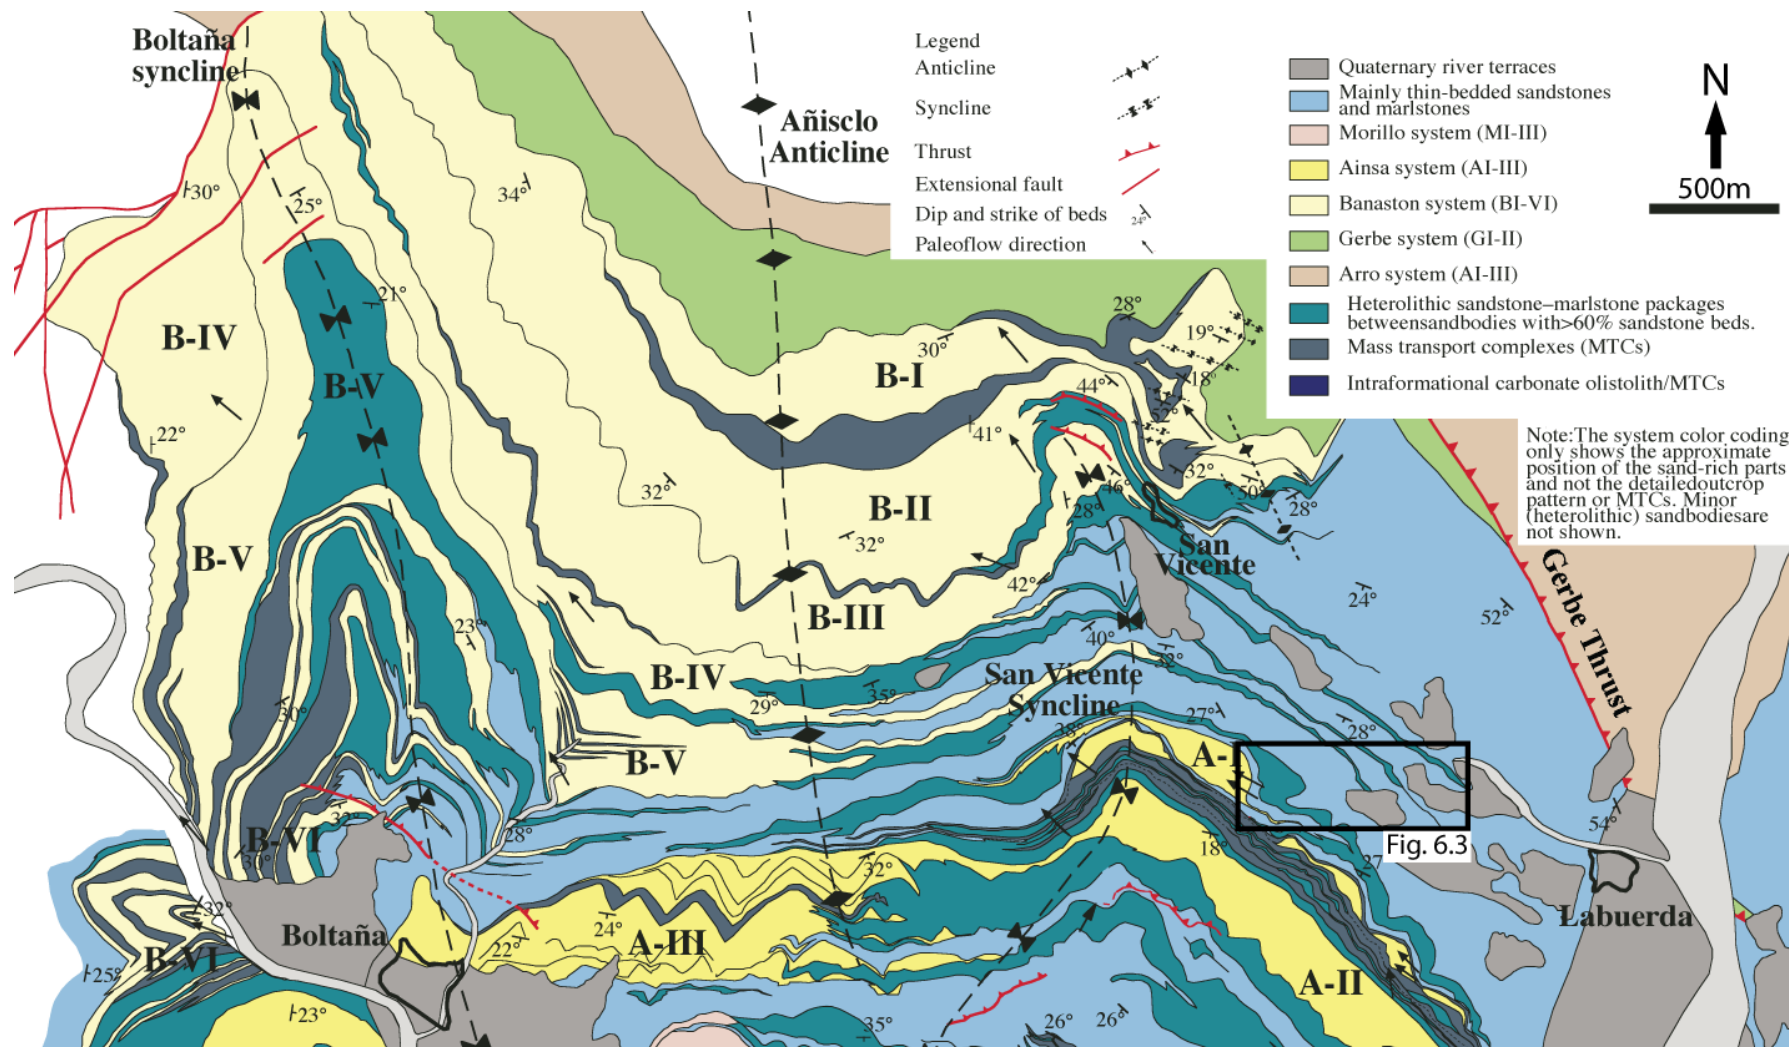 Boltaña
syncline
Añisclo
Anticline
Legend
Anticline
Syncline
Thrust
Extensional fault
Dip and strike of beds
24°
Paleoflow direction
Quaternary river terraces
Mainly thin-bedded sandstones
and marlstones
Morillo system (MI-III)
Ainsa system (AI-III)
Banaston system (BI-VI)
Gerbe system (GI-II)
Arro system (AI-III)
Heterolithic sandstone–marlstone packages
betweensandbodies with>60% sandstone beds.
Mass transport complexes (MTCs)
Intraformational carbonate olistolith/MTCs
N
500m
Note:The system color coding
only shows the approximate
position of the sand-rich parts
and not the detailedoutcrop
pattern or MTCs. Minor
(heterolithic) sandbodiesare
not shown.
30°
25°
34°
21°
28°
19°
30°
18°
44°
52°
41°
22°
32°
46°
32°
50°
28°
28°
32°
42°
24°
52°
23°
40°
32°
30°
29°
35°
27°
28°
38°
32°
28°
30°
32°
18°
27
54°
32°
24°
22°
25°
23°
35°
26°
26°
B-IV
B-V
B-I
B-II
B-V
B-III
B-IV
B-V
B-VI
B-VI
San
Vicente
San Vicente
Syncline
Gerbe Thrust
A-I
Fig. 6.3
Labuerda
Boltaña
A-III
A-II